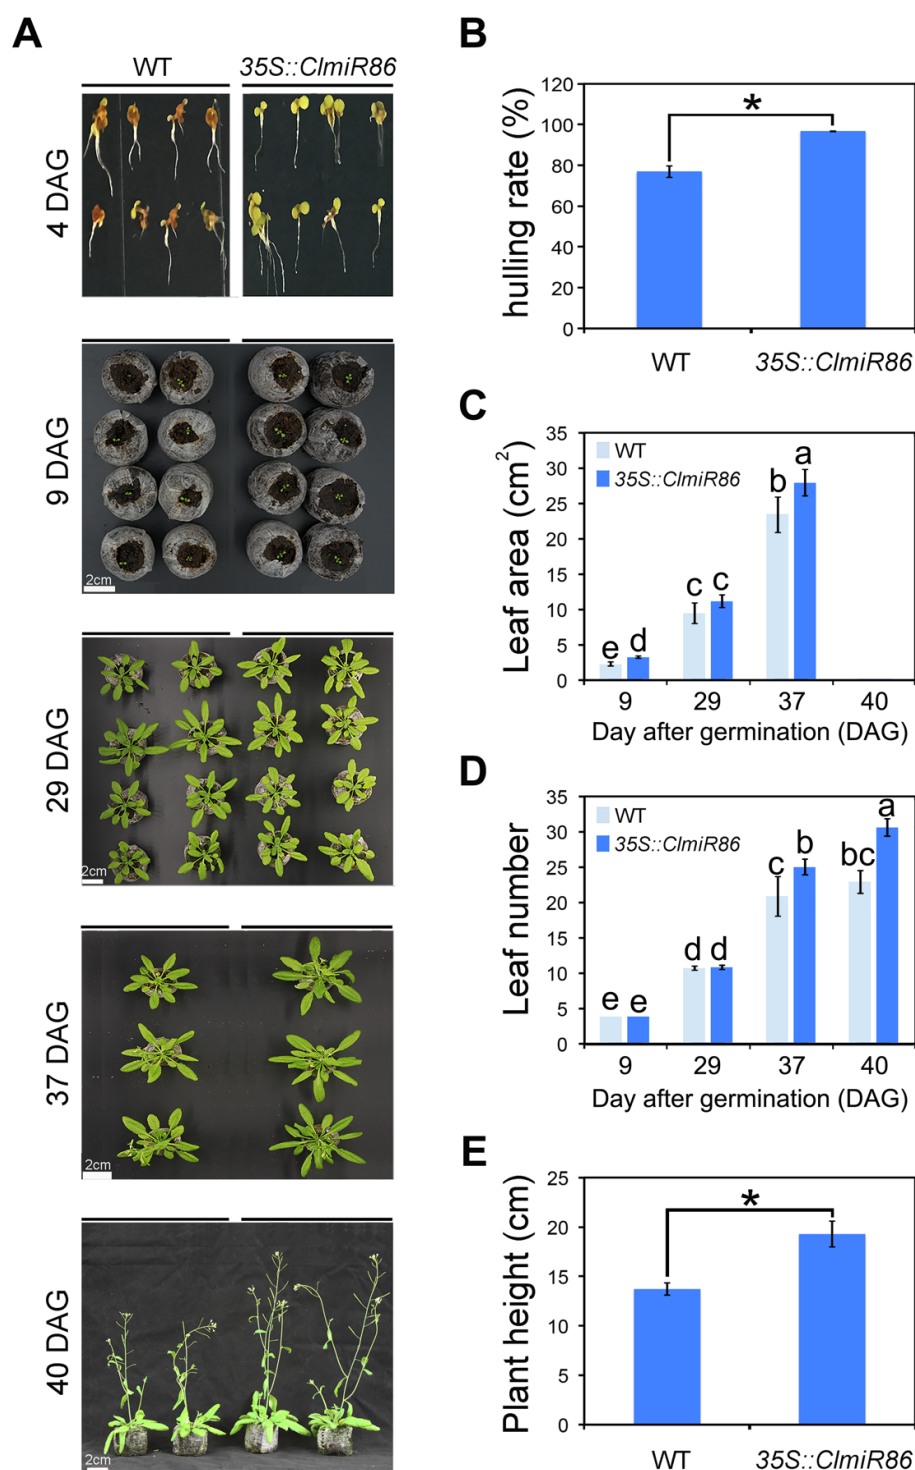 A
WT
35S::ClmiR86
4 DAG
9 DAG
2cm
29 DAG
2cm
37 DAG
2cm
40 DAG
2cm
B
hulling rate (%)
120
100
80
60
40
20
0
*
WT
35S::ClmiR86
C
Leaf area (cm²)
35
30
25
20
15
10
5
0
WT
35S::ClmiR86
e
d
c
c
b
a
9
29
37
40
Day after germination (DAG)
D
Leaf number
35
30
25
20
15
10
5
0
WT
35S::ClmiR86
e
e
d
d
c
b
bc
a
9
29
37
40
Day after germination (DAG)
E
Plant height (cm)
25
20
15
10
5
0
*
WT
35S::ClmiR86